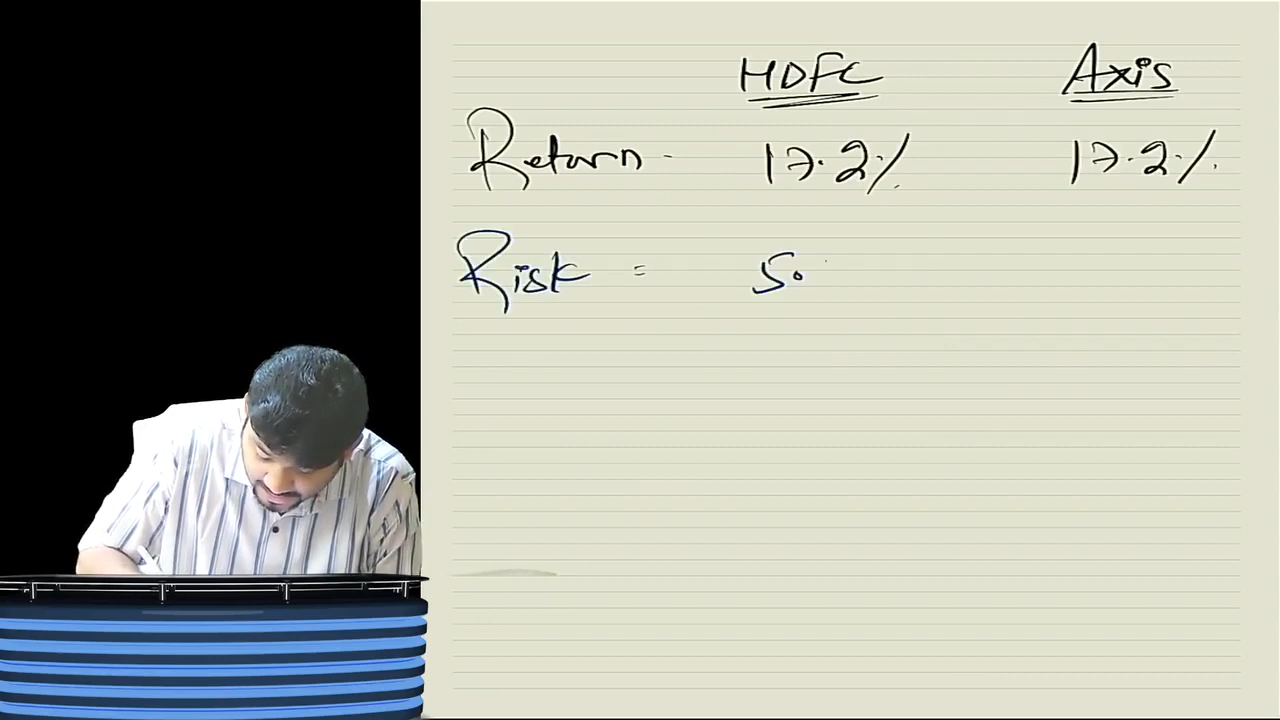 HDFC Axis
Return - 17.2% 17.2%
Risk = 5.